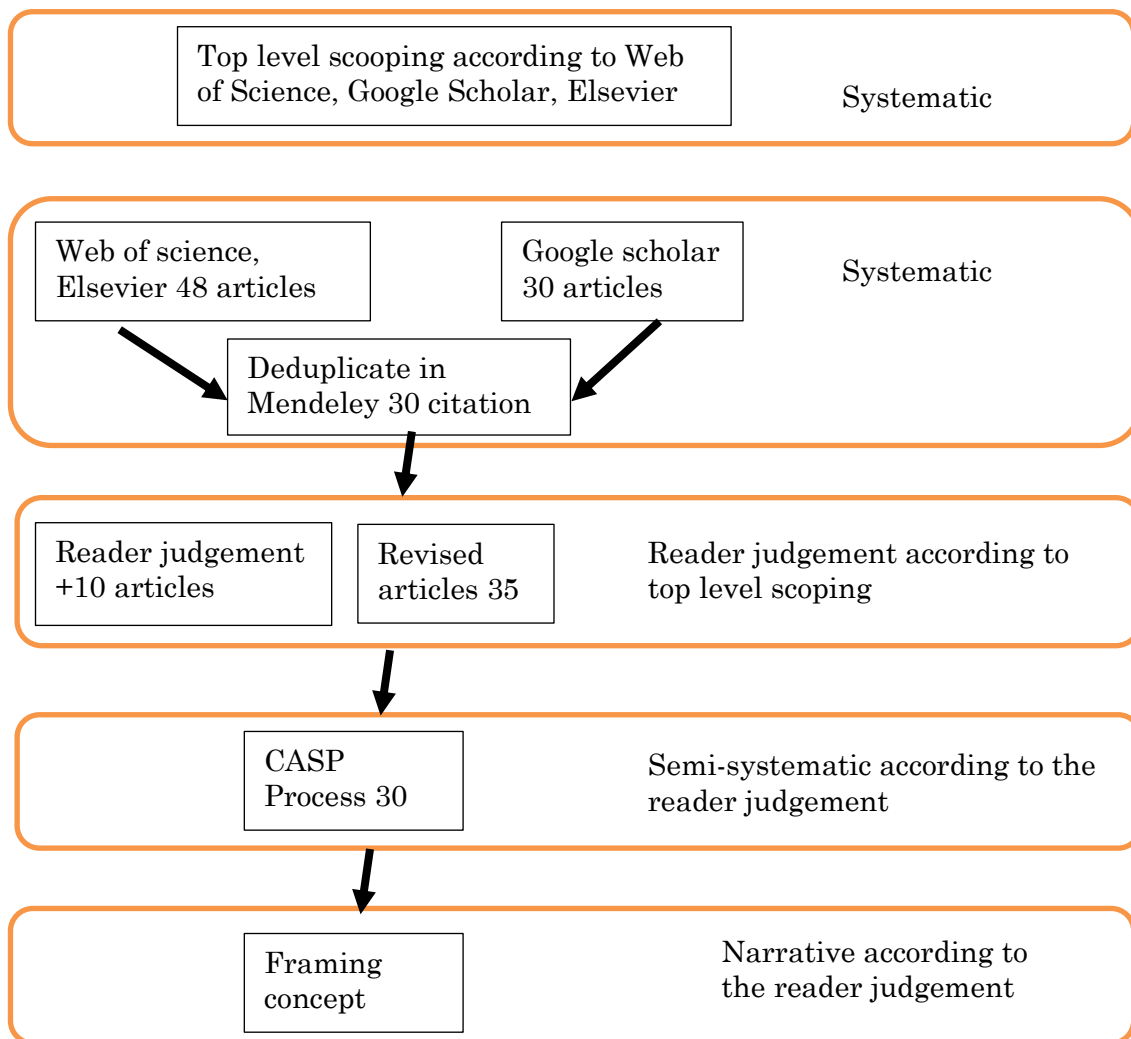 Top level scooping according to Web
of Science, Google Scholar, Elsevier
Systematic
Web of science,
Elsevier 48 articles
Google scholar
30 articles
Systematic
Deduplicate in
Mendeley 30 citation
Reader judgement
+10 articles
Revised
articles 35
Reader judgement according to
top level scoping
CASP
Process 30
Semi-systematic according to the
reader judgement
Framing
concept
Narrative according to
the reader judgement